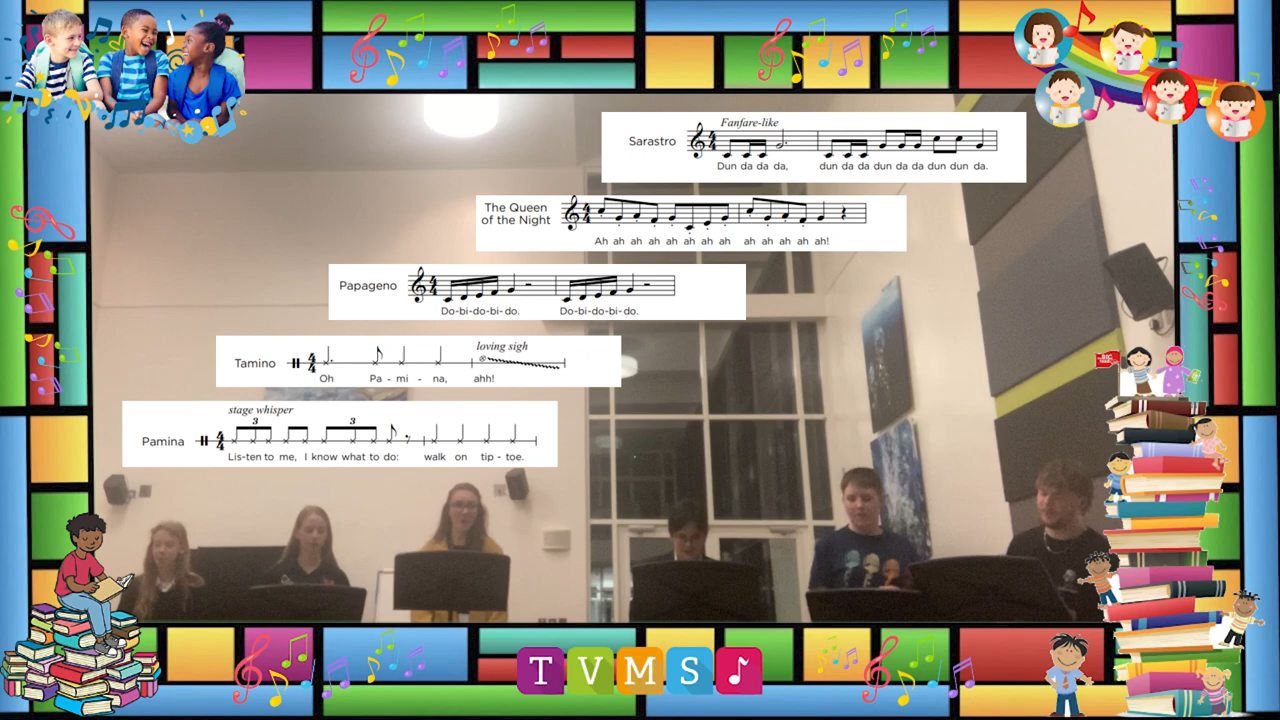 Fanfare-like
Sarastro
Dun da da da, dun da da dun da da dun dun da.
The Queen
of the Night
Ah ah ah ah ah ah ah ah ah ah ah ah ah!
Papageno
Do-bi-do-bi-do. Do-bi-do-bi-do.
loving sigh
Tamino
Oh Pa - mi - na, ahh!
stage whisper
3 3
Pamina
Lis-ten to me, I know what to do: walk on tip - toe.
T V M S